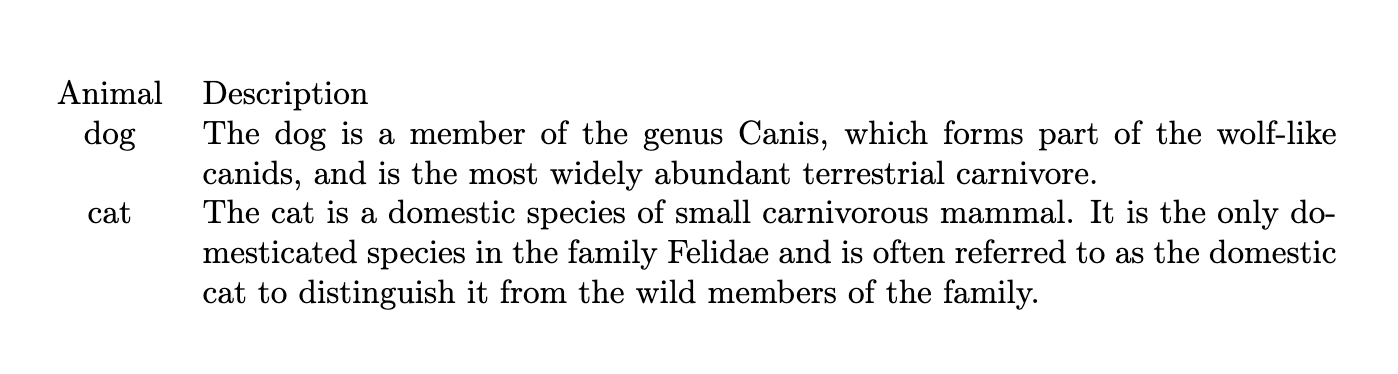 Animal Description
dog The dog is a member of the genus Canis, which forms part of the wolf-like
canids, and is the most widely abundant terrestrial carnivore.
cat The cat is a domestic species of small carnivorous mammal. It is the only do-
mesticated species in the family Felidae and is often referred to as the domestic
cat to distinguish it from the wild members of the family.